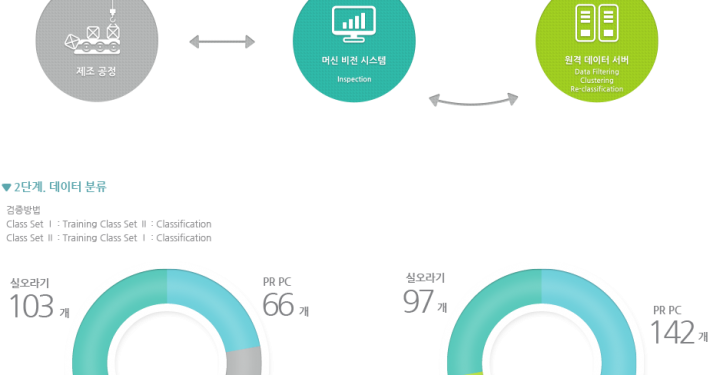 제조 공정
머신 비전 시스템
Inspection
원격 데이터 서버
Data Filtering
Clustering
Re-classification
▼ 2단계. 데이터 분류
검증방법
Class Set Ⅰ : Training Class Set Ⅱ : Classification
Class Set Ⅱ : Training Class Set Ⅰ : Classification
실오라기
103 개
PR PC
66 개
실오라기
97 개
PR PC
142 개